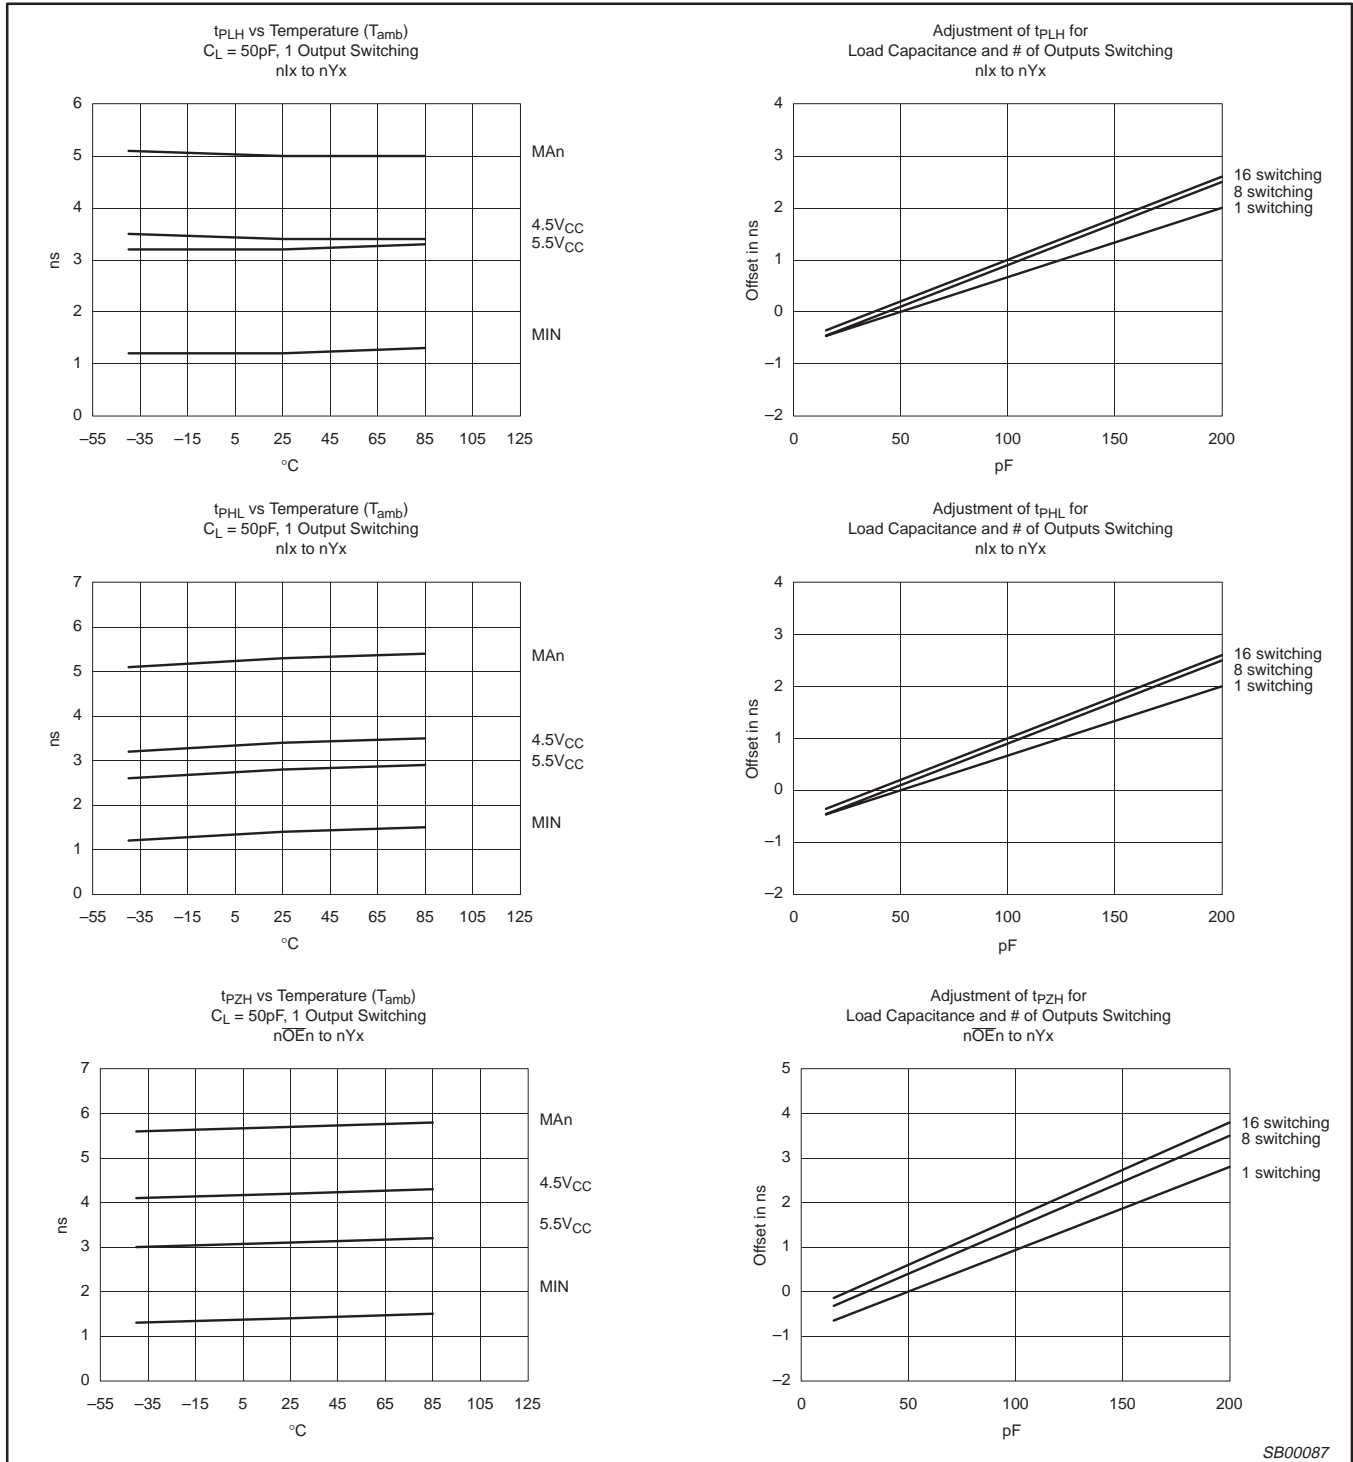 tPLH vs Temperature (Tamb)
CL = 50pF, 1 Output Switching
nIx to nYx
6
5
4
3
2
1
0
ns
–55 –35 –15 5 25 45 65 85 105 125
°C
MAn
4.5VCC
5.5VCC
MIN
Adjustment of tPLH for
Load Capacitance and # of Outputs Switching
nIx to nYx
4
3
2
1
0
–1
–2
Offset in ns
0 50 100 150 200
pF
16 switching
8 switching
1 switching
tPHL vs Temperature (Tamb)
CL = 50pF, 1 Output Switching
nIx to nYx
7
6
5
4
3
2
1
0
ns
–55 –35 –15 5 25 45 65 85 105 125
°C
MAn
4.5VCC
5.5VCC
MIN
Adjustment of tPHL for
Load Capacitance and # of Outputs Switching
nIx to nYx
4
3
2
1
0
–1
–2
Offset in ns
0 50 100 150 200
pF
16 switching
8 switching
1 switching
tPZH vs Temperature (Tamb)
CL = 50pF, 1 Output Switching
nO̅E̅n to nYx
7
6
5
4
3
2
1
0
ns
–55 –35 –15 5 25 45 65 85 105 125
°C
MAn
4.5VCC
5.5VCC
MIN
Adjustment of tPZH for
Load Capacitance and # of Outputs Switching
nO̅E̅n to nYx
5
4
3
2
1
0
–1
–2
Offset in ns
0 50 100 150 200
pF
16 switching
8 switching
1 switching
SB00087